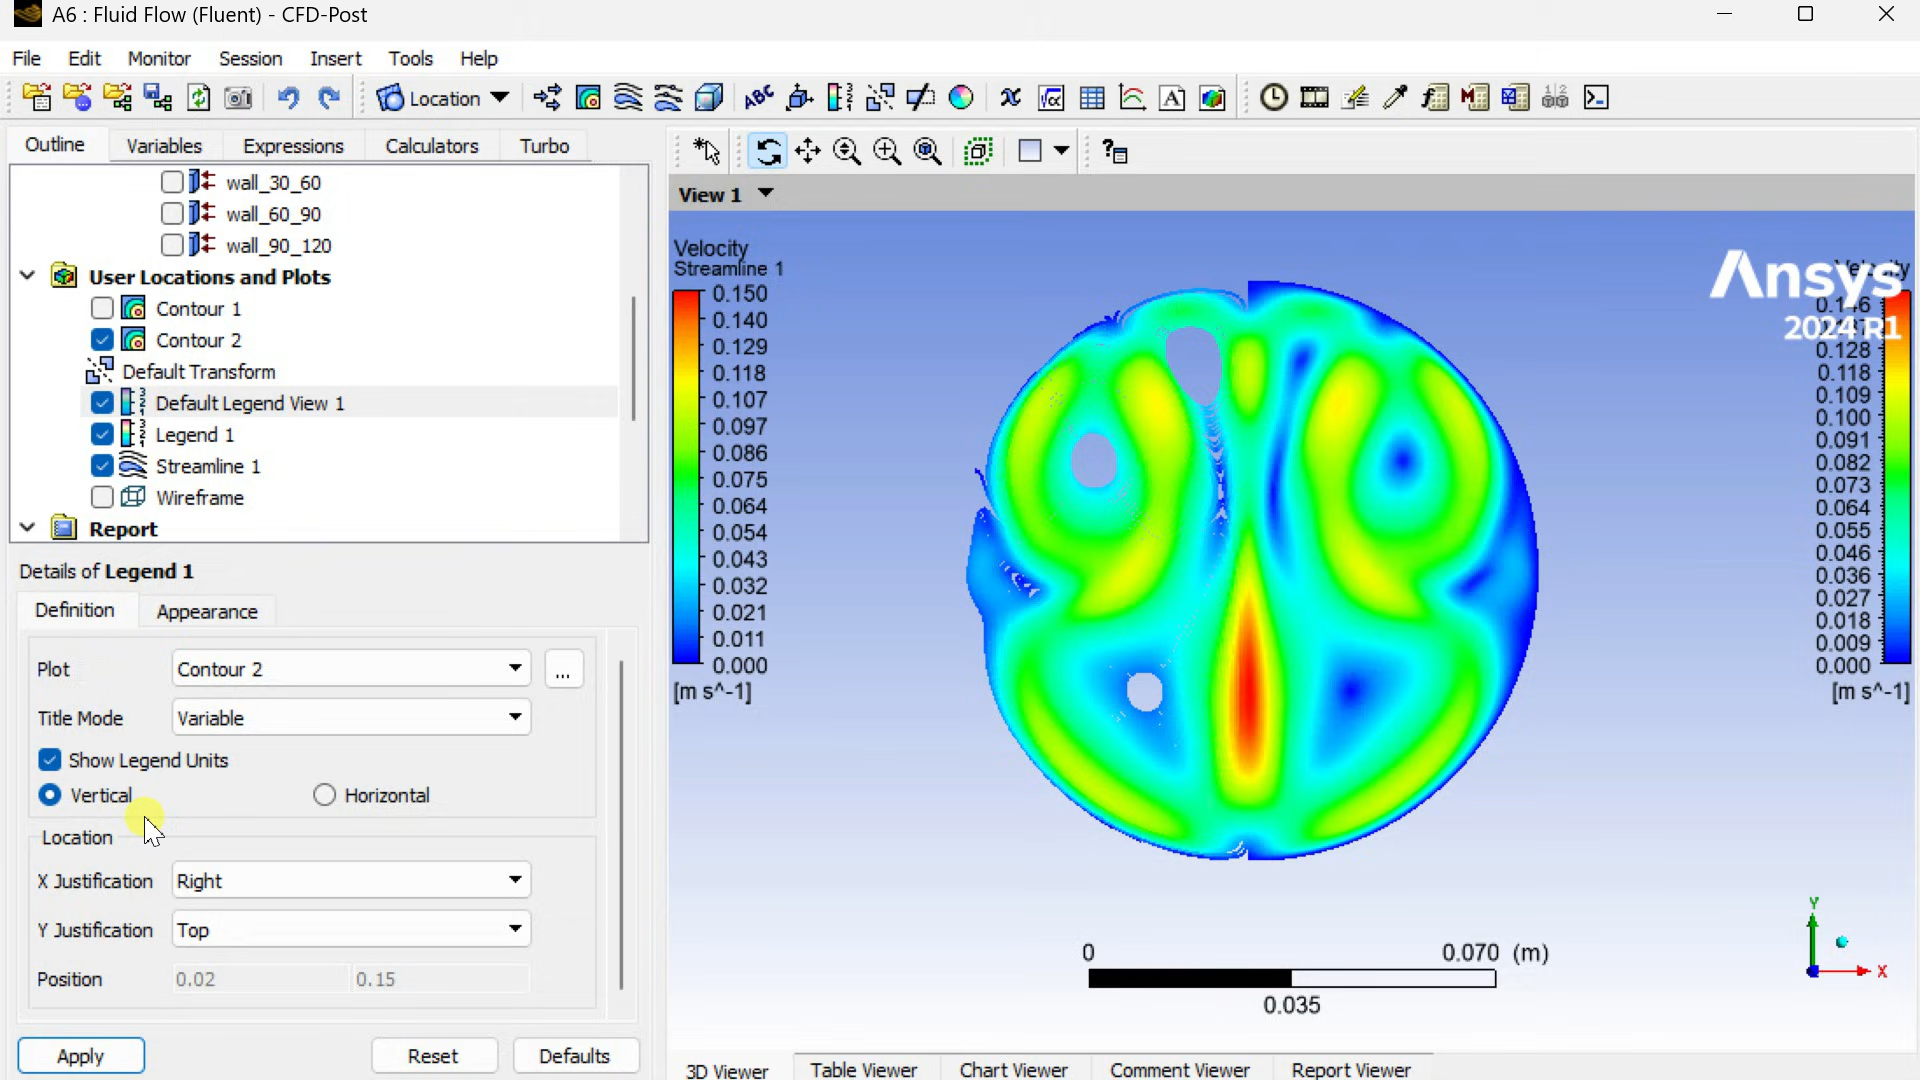 A6 : Fluid Flow (Fluent) - CFD-Post
File Edit Monitor Session Insert Tools Help
Location
Outline Variables Expressions Calculators Turbo
wall_30_60
wall_60_90
wall_90_120
User Locations and Plots
Contour 1
Contour 2
Default Transform
Default Legend View 1
Legend 1
Streamline 1
Wireframe
Report
Details of Legend 1
Definition Appearance
Plot Contour 2 ...
Title Mode Variable
Show Legend Units
Vertical Horizontal
Location
X Justification Right
Y Justification Top
Position 0.02 0.15
Apply Reset Defaults
View 1
Velocity
Streamline 1
0.150
0.140
0.129
0.118
0.107
0.097
0.086
0.075
0.064
0.054
0.043
0.032
0.021
0.011
0.000
[m s^-1]
Ansys
2024 R1
Velocity
0.146
0.128
0.118
0.109
0.100
0.091
0.082
0.073
0.064
0.055
0.046
0.036
0.027
0.018
0.009
0.000
[m s^-1]
0 0.070 (m)
0.035
Y
X
3D Viewer Table Viewer Chart Viewer Comment Viewer Report Viewer